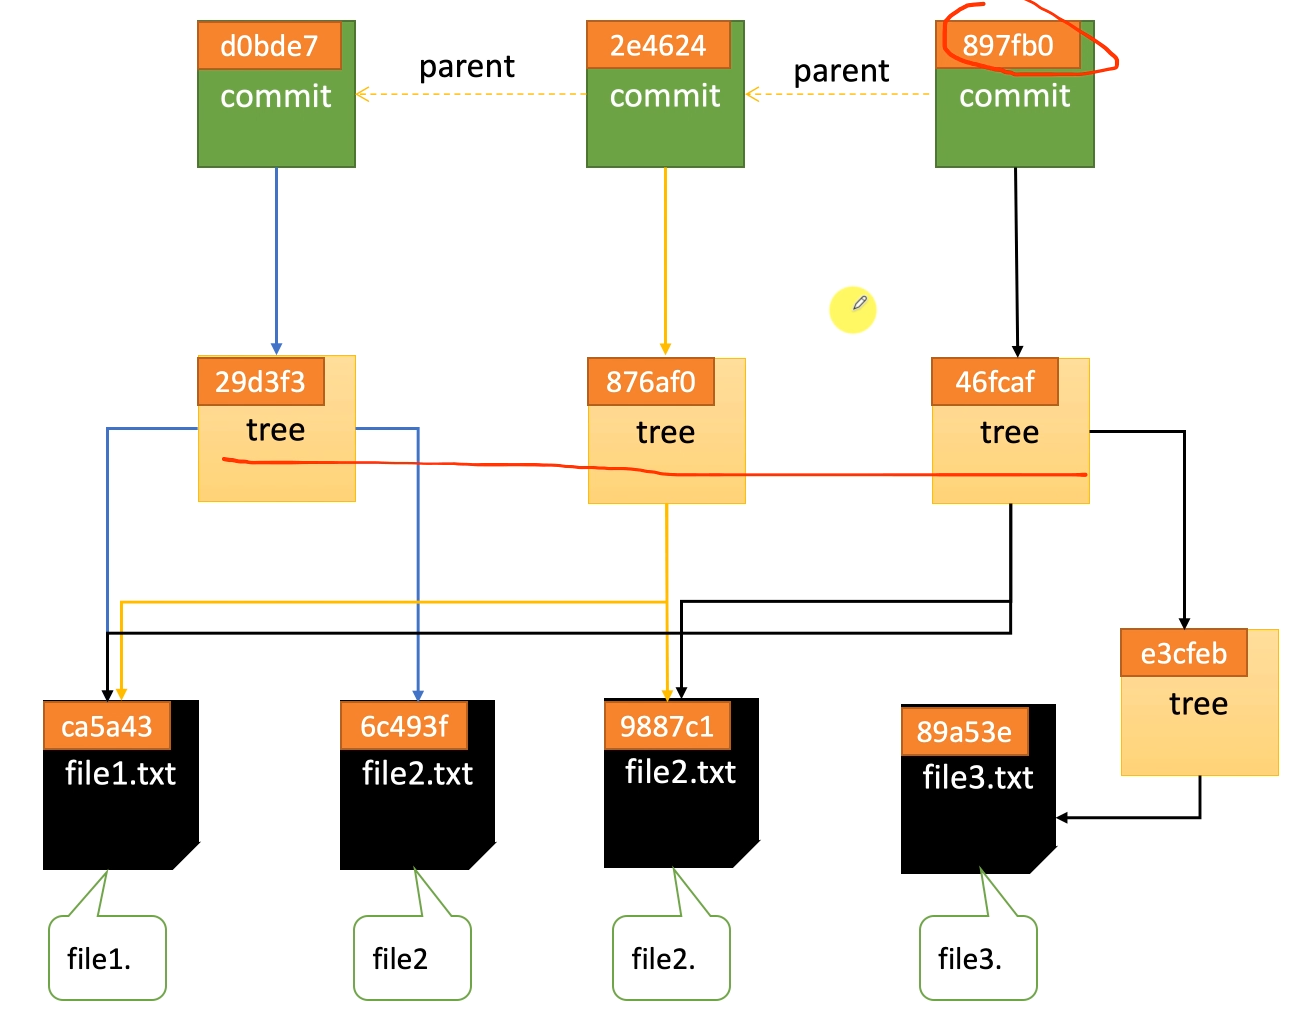 d0bde7
commit
parent
2e4624
commit
parent
897fb0
commit
29d3f3
tree
876af0
tree
46fcaf
tree
e3cfeb
tree
ca5a43
file1.txt
6c493f
file2.txt
9887c1
file2.txt
89a53e
file3.txt
file1.
file2
file2.
file3.